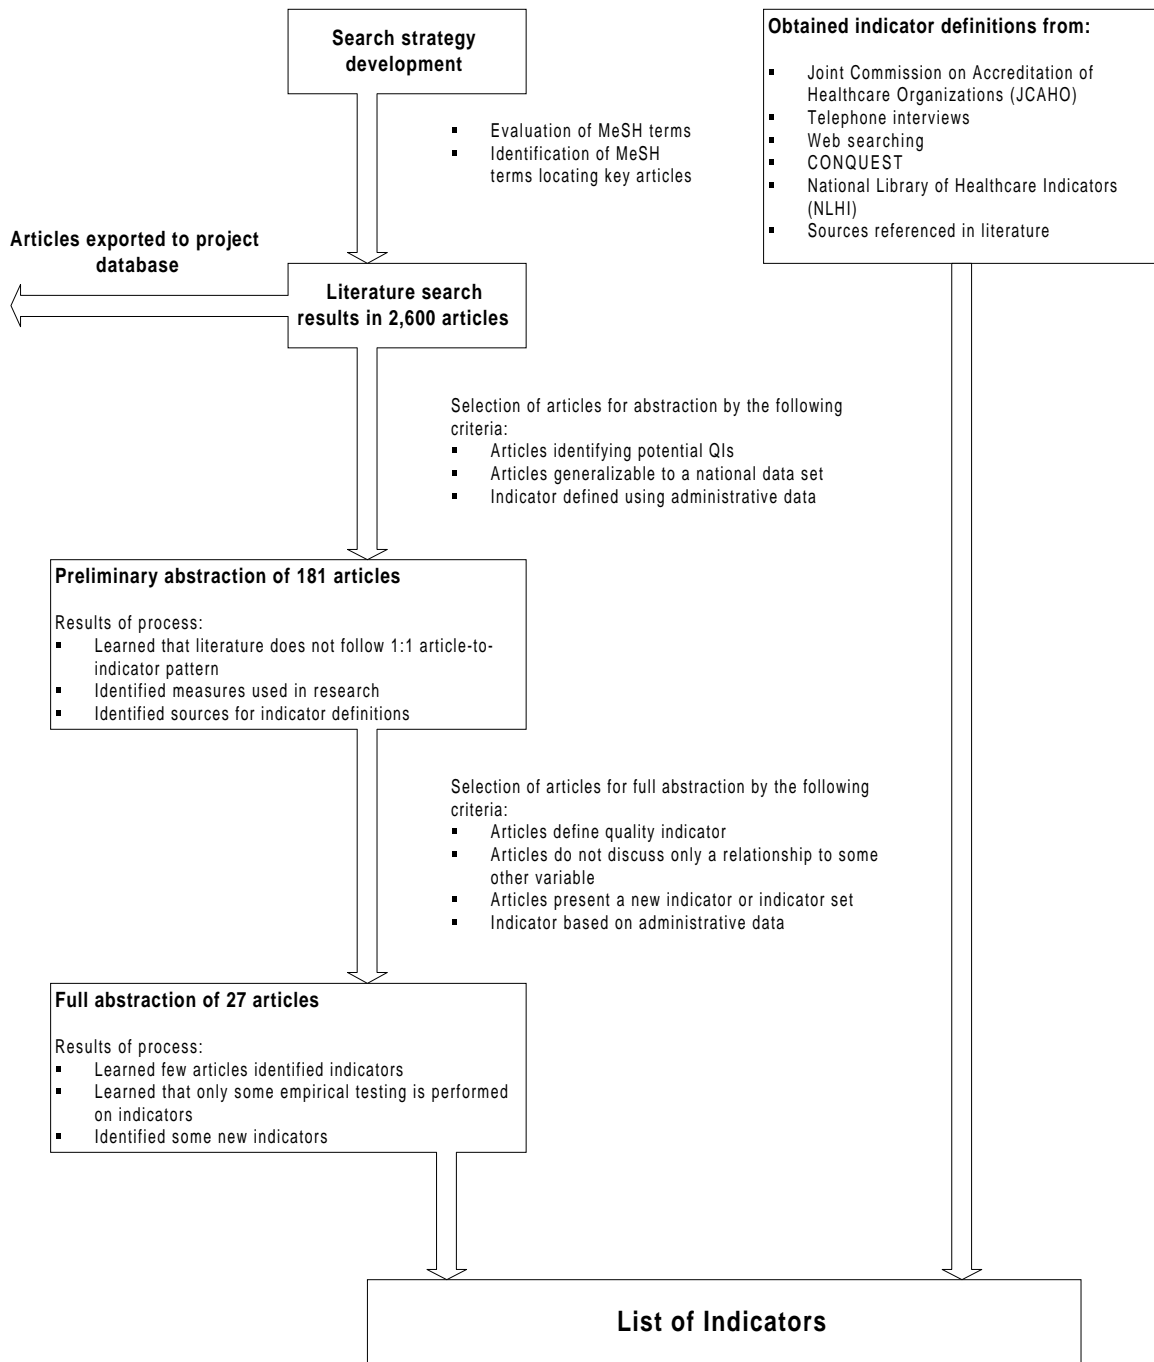 Search strategy
development
Obtained indicator definitions from:
▪ Joint Commission on Accreditation of
Healthcare Organizations (JCAHO)
▪ Telephone interviews
▪ Web searching
▪ CONQUEST
▪ National Library of Healthcare Indicators
(NLHI)
▪ Sources referenced in literature
▪ Evaluation of MeSH terms
▪ Identification of MeSH
terms locating key articles
Articles exported to project
database
Literature search
results in 2,600 articles
Selection of articles for abstraction by the following
criteria:
▪ Articles identifying potential QIs
▪ Articles generalizable to a national data set
▪ Indicator defined using administrative data
Preliminary abstraction of 181 articles
Results of process:
▪ Learned that literature does not follow 1:1 article-to-
indicator pattern
▪ Identified measures used in research
▪ Identified sources for indicator definitions
Selection of articles for full abstraction by the following
criteria:
▪ Articles define quality indicator
▪ Articles do not discuss only a relationship to some
other variable
▪ Articles present a new indicator or indicator set
▪ Indicator based on administrative data
Full abstraction of 27 articles
Results of process:
▪ Learned few articles identified indicators
▪ Learned that only some empirical testing is performed
on indicators
▪ Identified some new indicators
List of Indicators